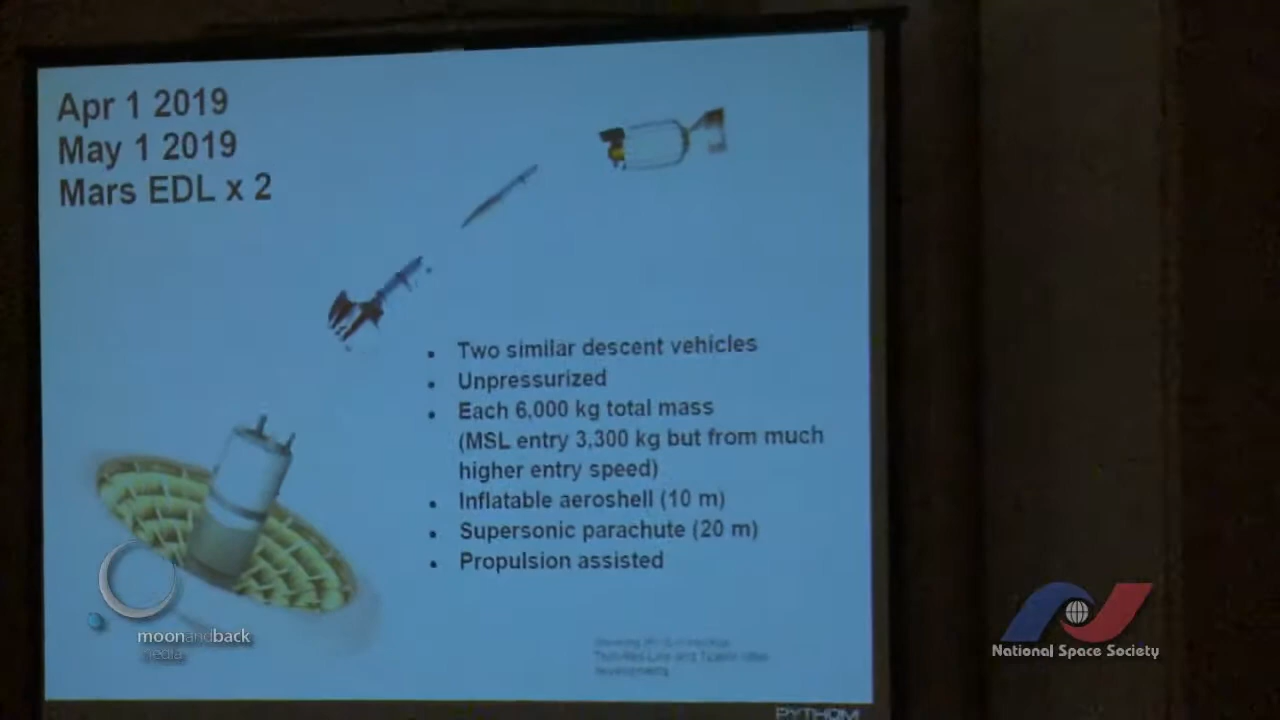 Apr 1 2019
May 1 2019
Mars EDL x 2
• Two similar descent vehicles
• Unpressurized
• Each 6,000 kg total mass
(MSL entry 3,300 kg but from much
higher entry speed)
• Inflatable aeroshell (10 m)
• Supersonic parachute (20 m)
• Propulsion assisted
moonandback
media
National Space Society
PYTHOM